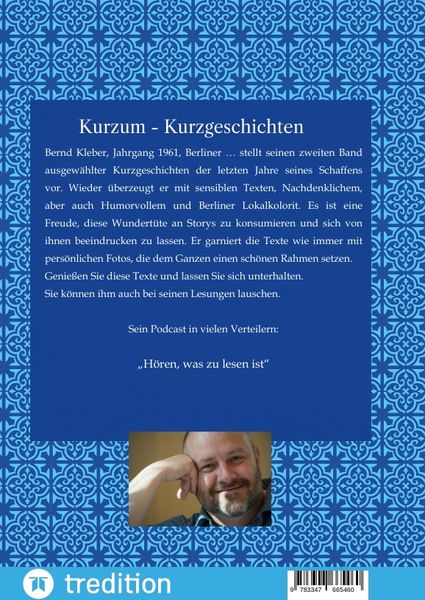 Kurzum - Kurzgeschichten
Bernd Kleber, Jahrgang 1961, Berliner … stellt seinen zweiten Band
ausgewählter Kurzgeschichten der letzten Jahre seines Schaffens
vor. Wieder überzeugt er mit sensiblen Texten, Nachdenklichem,
aber auch Humorvollem und Berliner Lokalkolorit. Es ist eine
Freude, diese Wundertüte an Storys zu konsumieren und sich von
ihnen beeindrucken zu lassen. Er garniert die Texte wie immer mit
persönlichen Fotos, die dem Ganzen einen schönen Rahmen setzen.
Genießen Sie diese Texte und lassen Sie sich unterhalten.
Sie können ihm auch bei seinen Lesungen lauschen.
Sein Podcast in vielen Verteilern:
„Hören, was zu lesen ist“
tredition
9 783347 665460